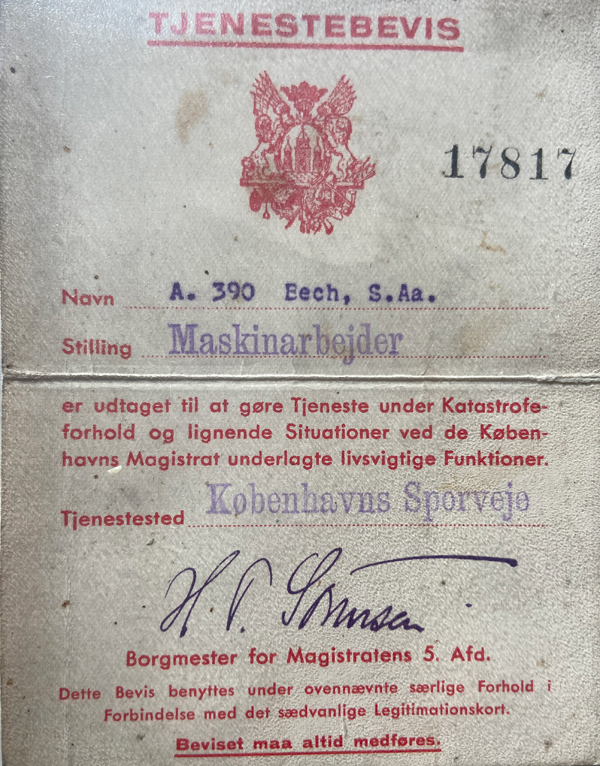 TJENESTEBEVIS
17817
Navn A. 390 Bech, S.Aa.
Stilling Maskinarbejder
er udtaget til at gøre Tjeneste under Katastrofe-
forhold og lignende Situationer ved de Køben-
havns Magistrat underlagte livsvigtige Funktioner.
Tjenestested Københavns Sporveje
H. P. Sørensen
Borgmester for Magistratens 5. Afd.
Dette Bevis benyttes under ovennævnte særlige Forhold i
Forbindelse med det sædvanlige Legitimationskort.
Beviset maa altid medføres.